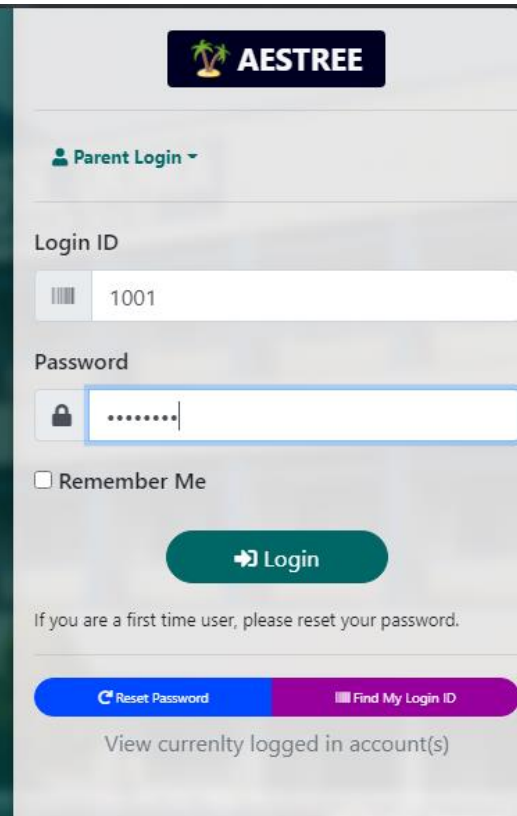 AESTREE
Parent Login
Login ID
1001
Password
••••••••
Remember Me
Login
If you are a first time user, please reset your password.
Reset Password
Find My Login ID
View currenlty logged in account(s)